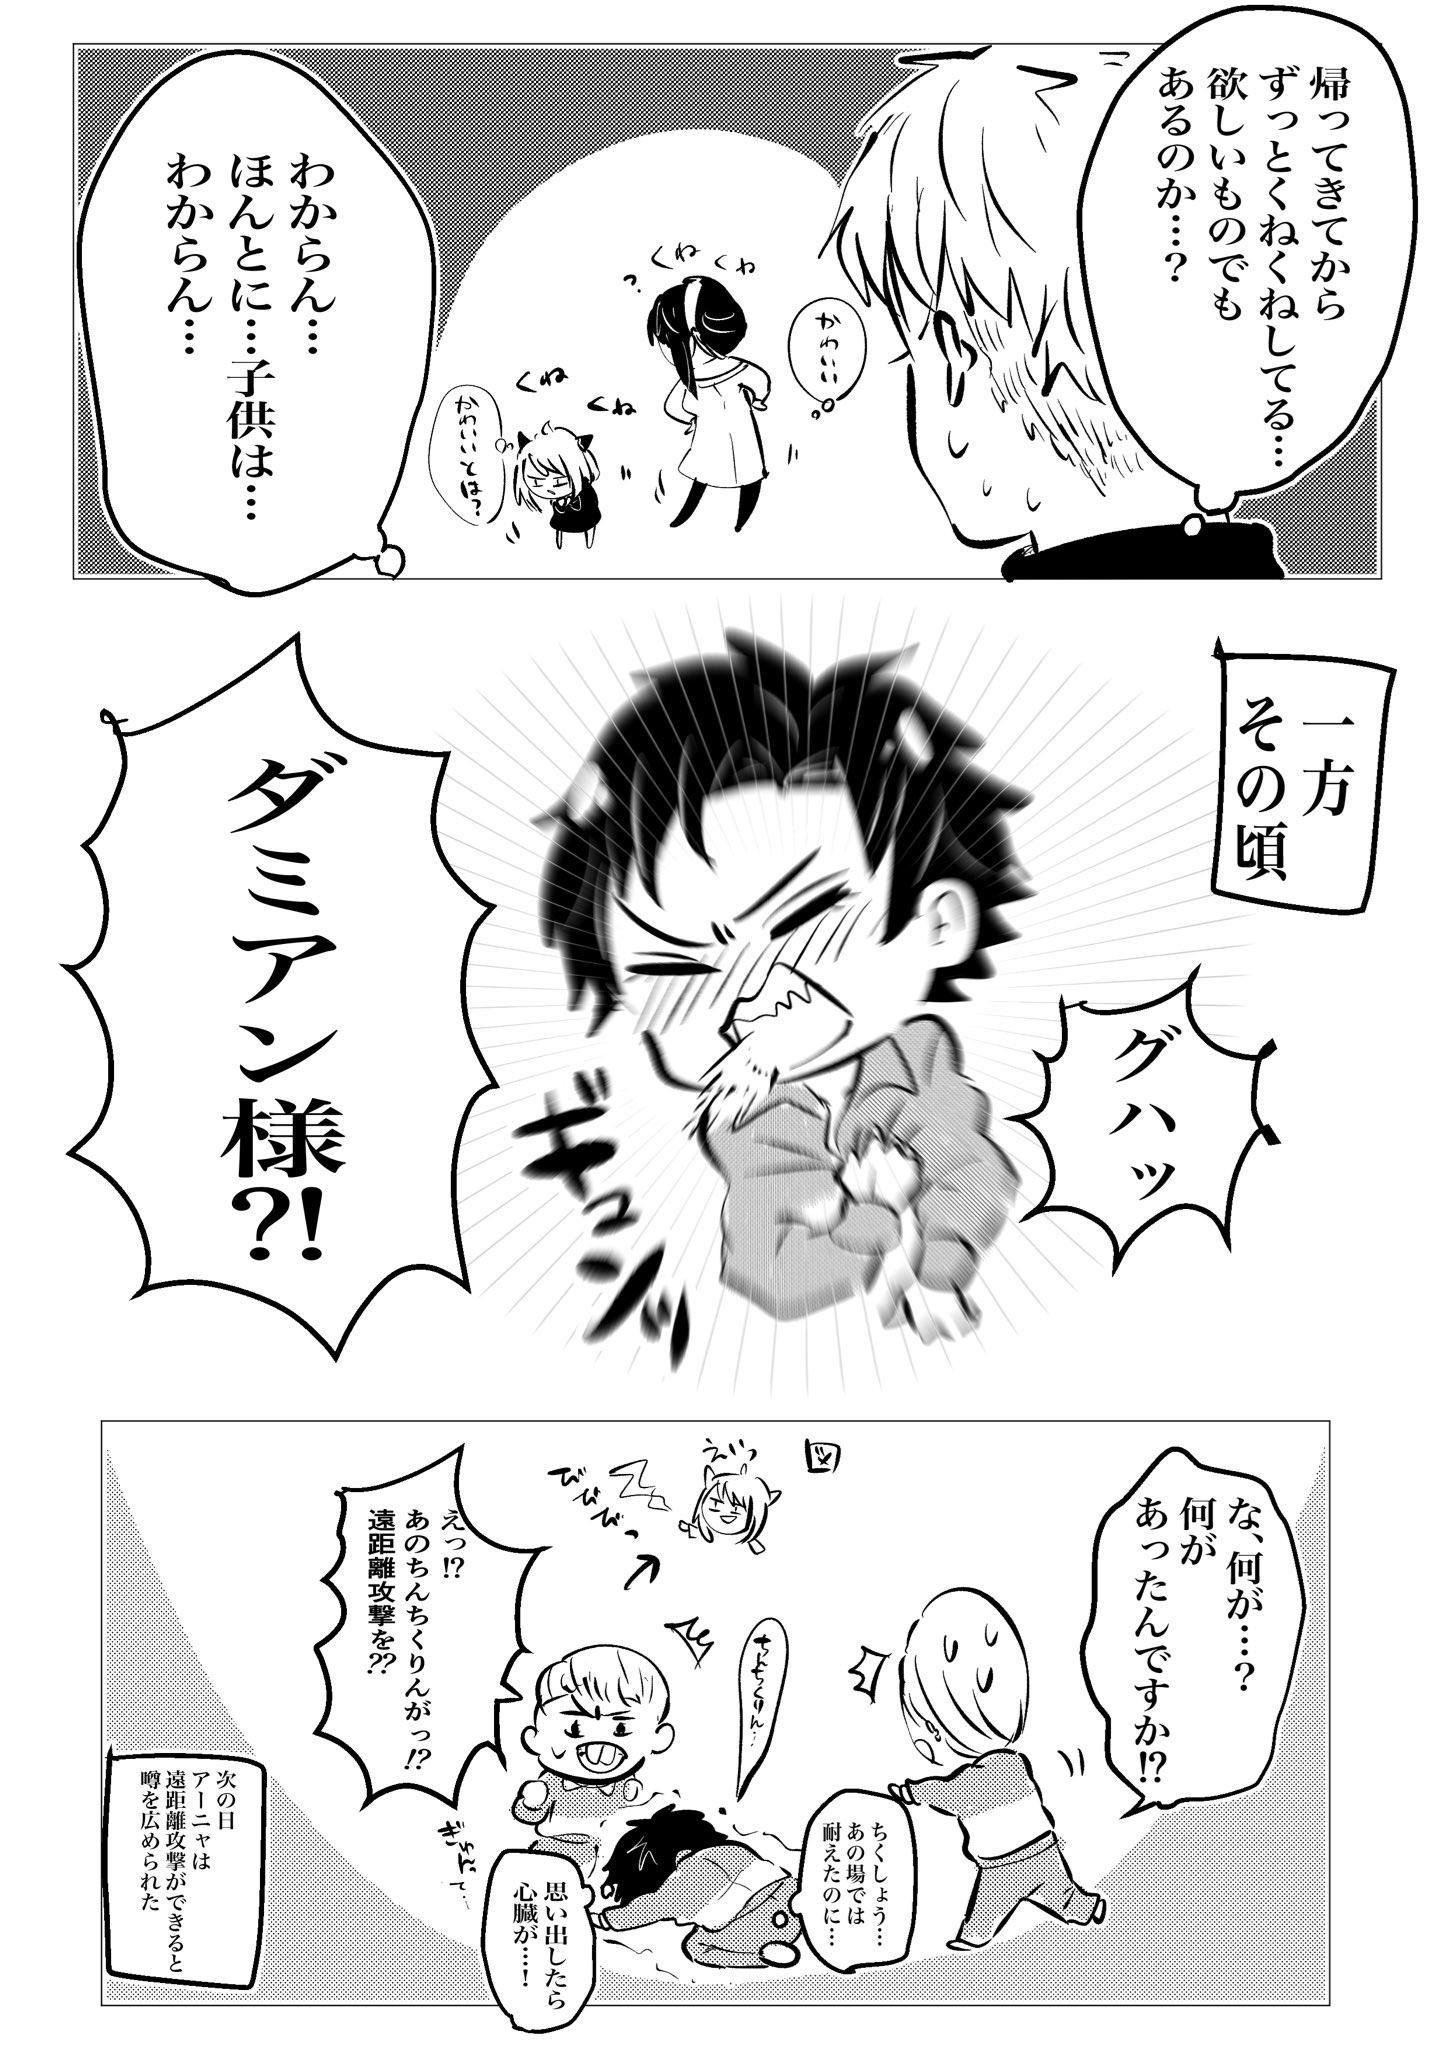 帰ってきてから
ずっとくねくねしてる…
欲しいものでも
あるのか…?
かわいい
くね
くね
っ
くね
くね
かわいいとは?
わからん…
ほんとに…子供は…
わからん…
一方
その頃
グハッ
ギュンッ
ダミアン様?!
な、何が…?
何が
あったんですか!?
図
えいっ
びびびっ
ちんちくりん…
えっ!?
あのちんちくりんがっ!?
遠距離攻撃を??
ちくしょう…
あの場では
耐えたのに…
思い出したら
心臓が…!
ぎゅんって…
次の日
アーニャは
遠距離攻撃ができると
噂を広められた